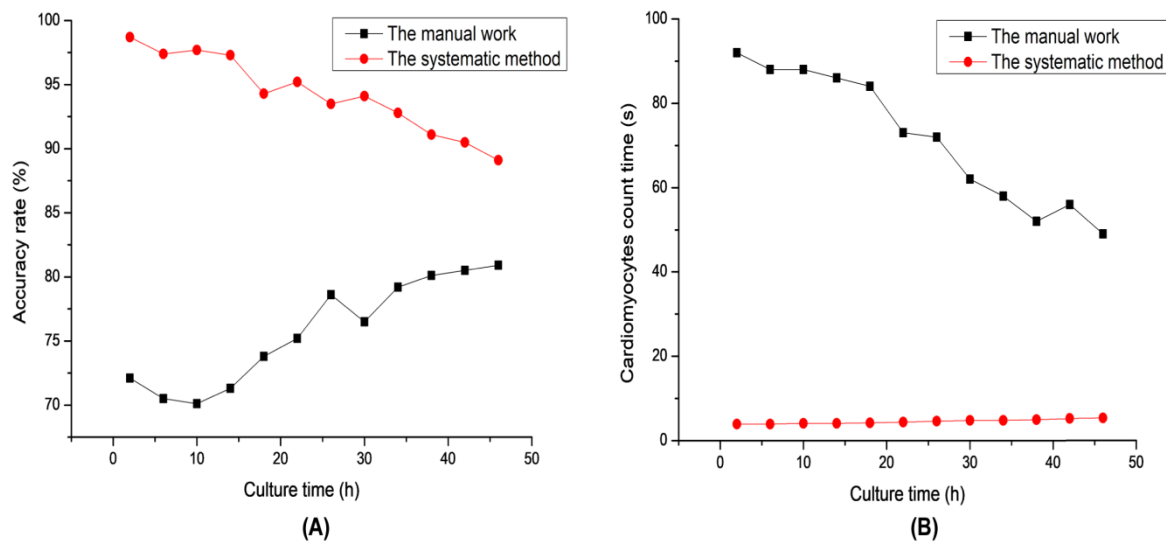 100
95
90
85
80
75
70
Accuracy rate (%)
The manual work
The systematic method
0
10
20
30
40
50
Culture time (h)
(A)
100
80
60
40
20
0
Cardiomyocytes count time (s)
The manual work
The systematic method
0
10
20
30
40
50
Culture time (h)
(B)